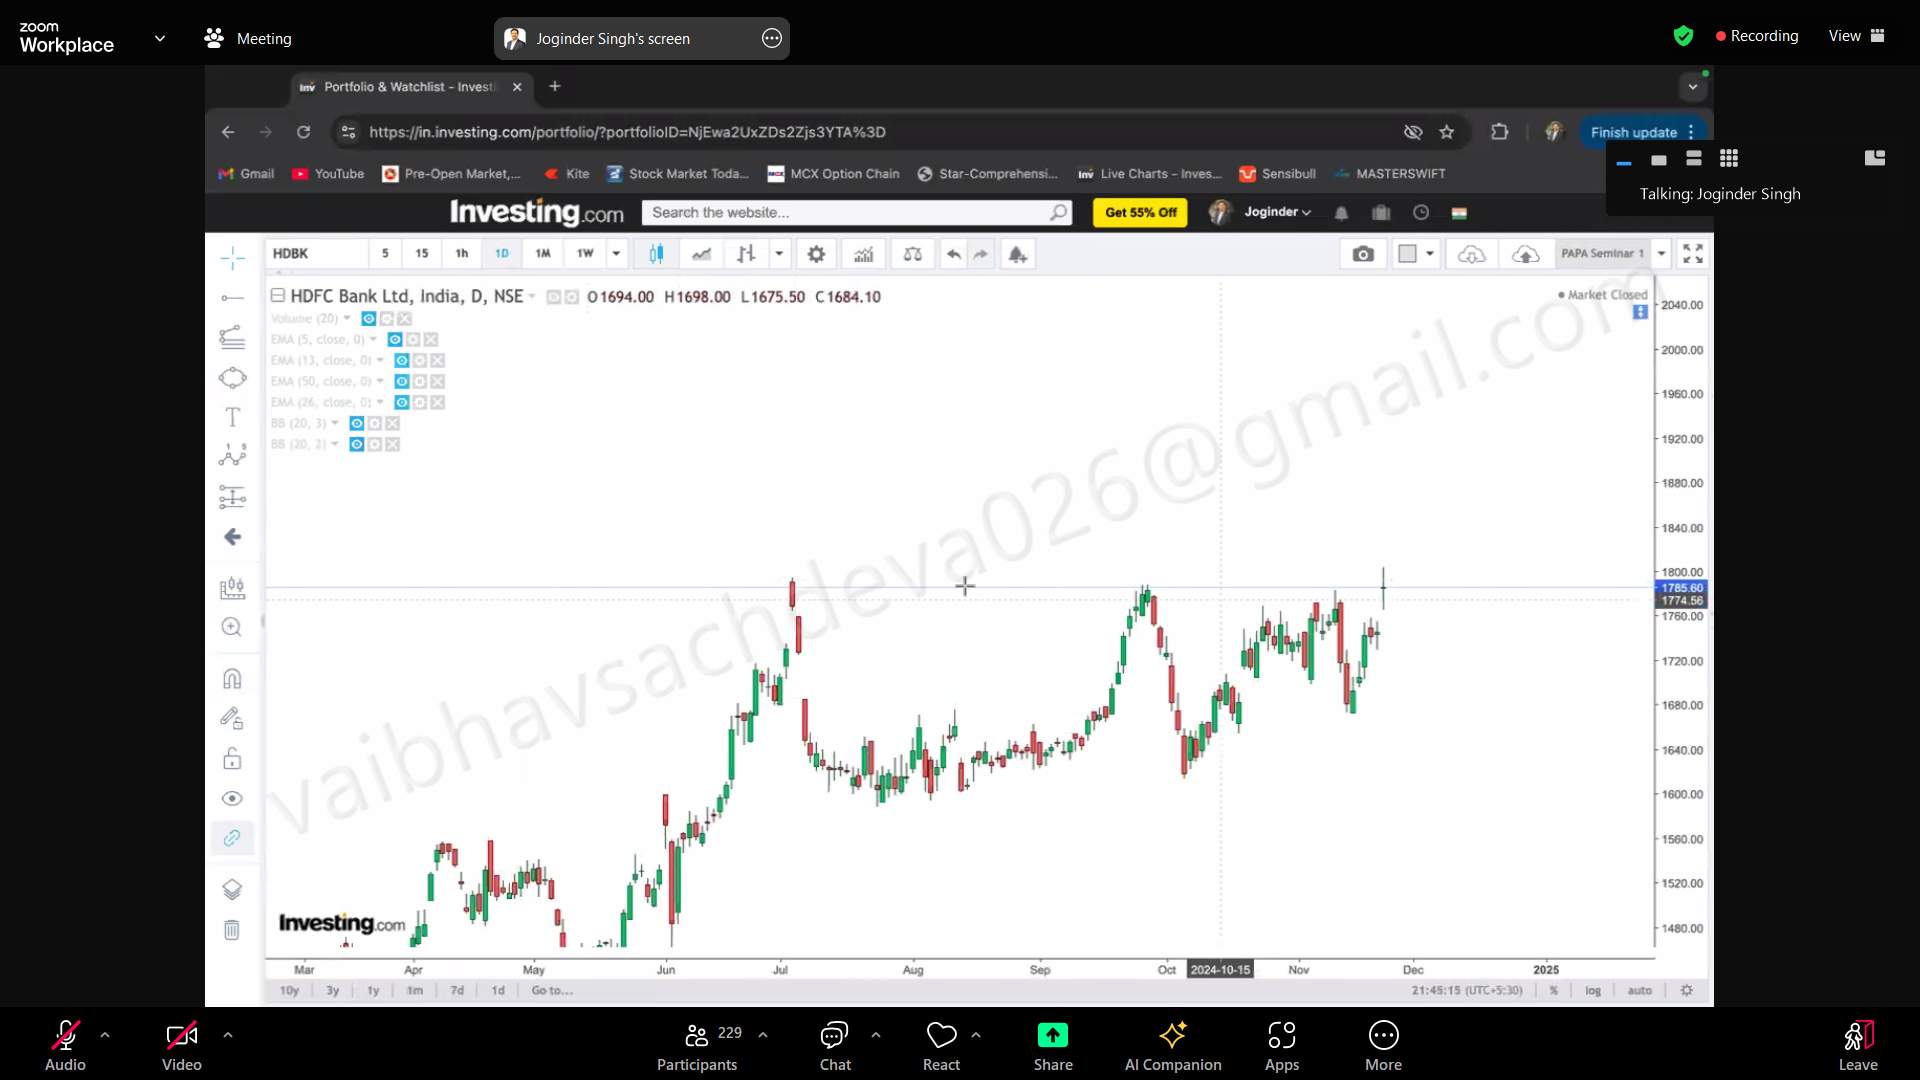 zoom
Workplace
Meeting
Joginder Singh's screen
Recording
View
Portfolio & Watchlist - Investi
https://in.investing.com/portfolio/?portfolioID=NjEwa2UxZDs2Zjs3YTA%3D
Finish update
Gmail
YouTube
Pre-Open Market,...
Kite
Stock Market Toda...
MCX Option Chain
Star-Comprehensi...
Live Charts - Inves...
Sensibull
MASTERSWIFT
Talking: Joginder Singh
Investing.com
Search the website...
Get 55% Off
Joginder
HDBK
5
15
1h
1D
1M
1W
PAPA Seminar 1
HDFC Bank Ltd, India, D, NSE
O1694.00 H1698.00 L1675.50 C1684.10
Market Closed
Volume (20)
EMA (5, close, 0)
EMA (13, close, 0)
EMA (50, close, 0)
EMA (26, close, 0)
BB (20, 3)
BB (20, 2)
vaibhavsachdeva026@gmail.com
2040.00
2000.00
1960.00
1920.00
1880.00
1840.00
1800.00
1785.60
1774.56
1760.00
1720.00
1680.00
1640.00
1600.00
1560.00
1520.00
1480.00
Investing.com
Mar
Apr
May
Jun
Jul
Aug
Sep
Oct
2024-10-15
Nov
Dec
2025
10y
3y
1y
1m
7d
1d
Go to...
21:45:15 (UTC+5:30)
%
log
auto
Audio
Video
229
Participants
Chat
React
Share
AI Companion
Apps
More
Leave